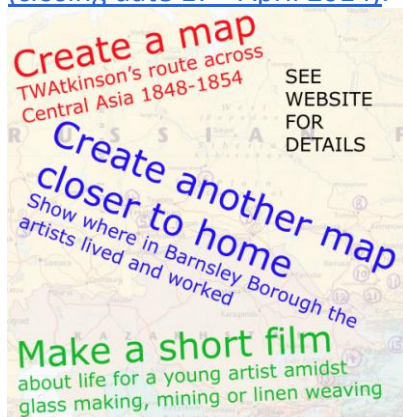 Create a map
TWAtkinson's route across
Central Asia 1848-1854
SEE
WEBSITE
FOR
DETAILS
Create another map
closer to home
Show where in Barnsley Borough the
artists lived and worked
Make a short film
about life for a young artist amidst
glass making, mining or linen weaving